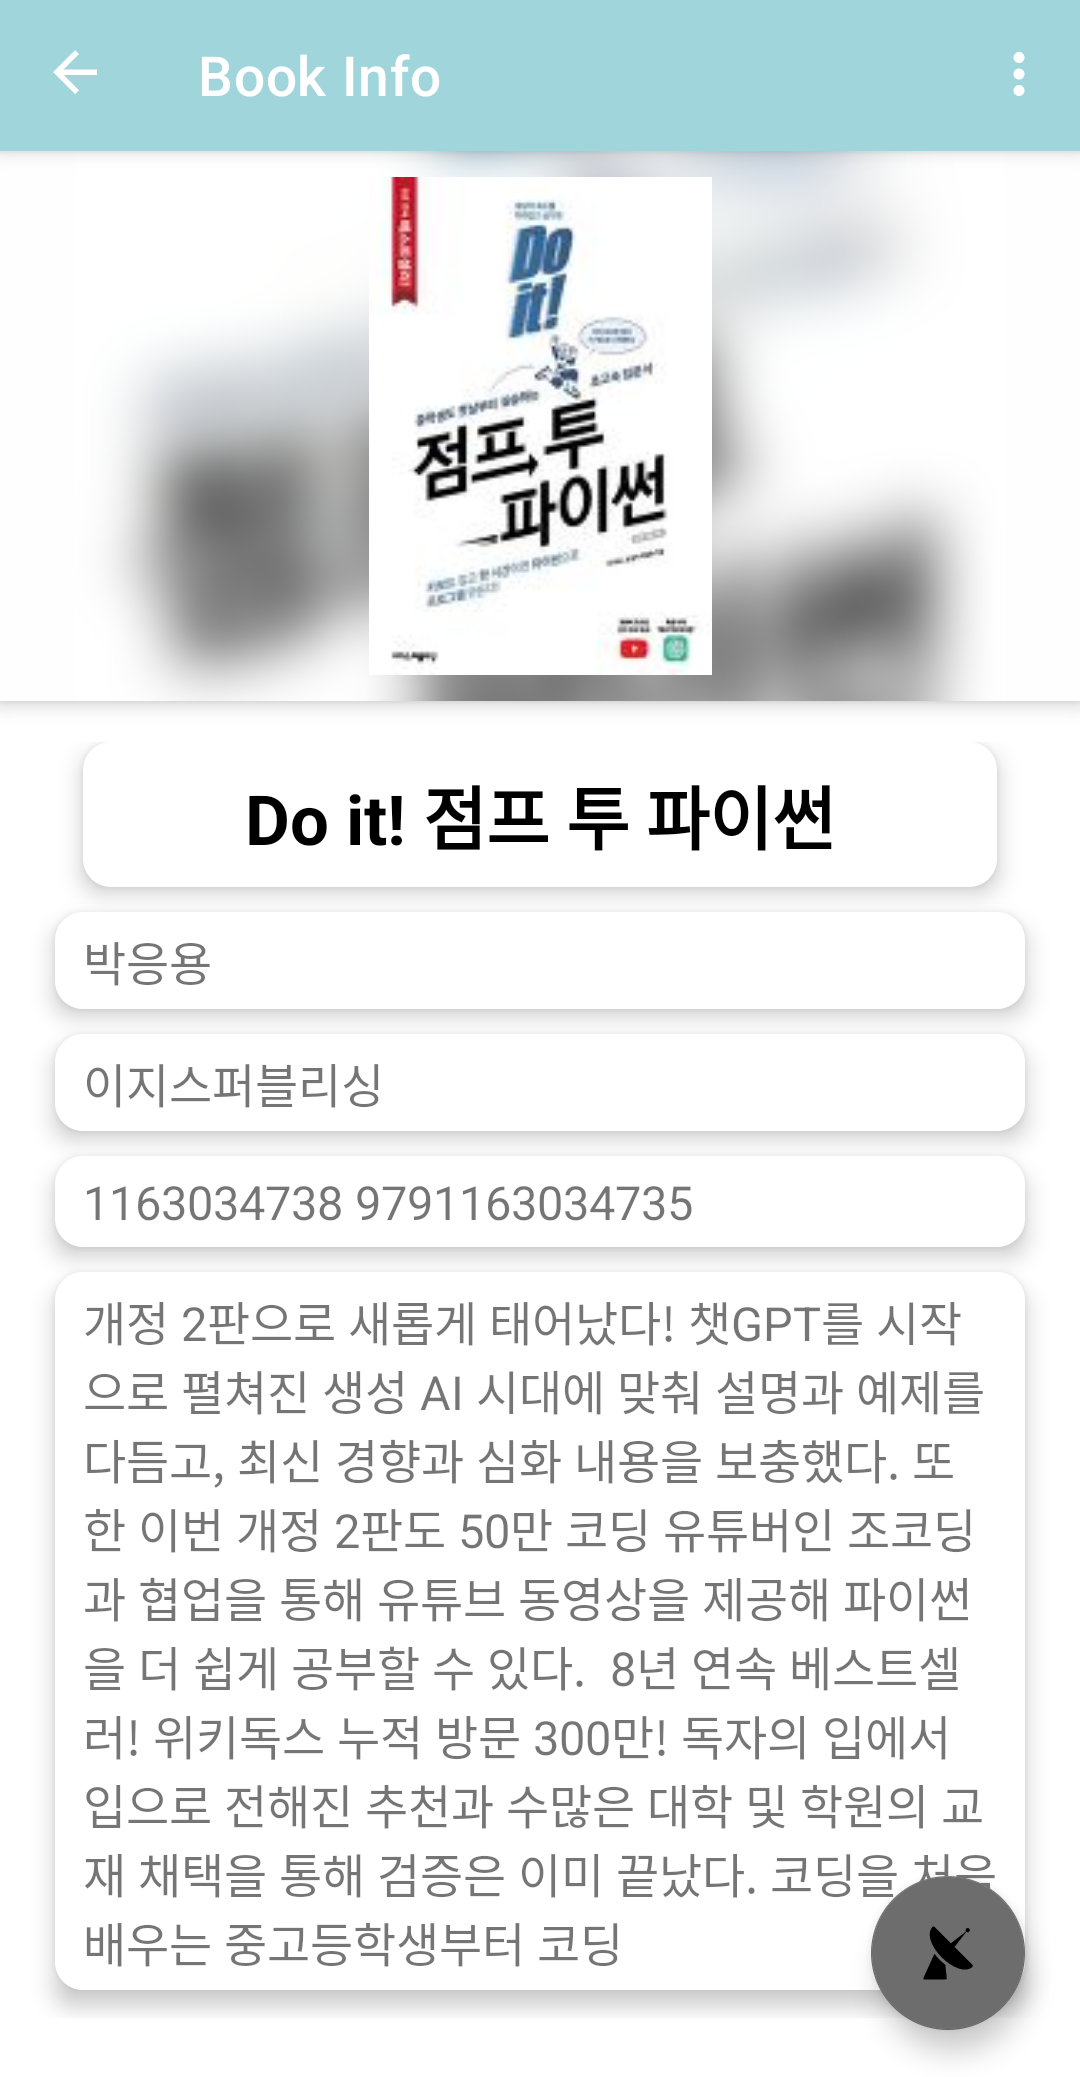 Book Info
Do
it!
점프 투
파이썬
Do it! 점프 투 파이썬
박응용
이지스퍼블리싱
1163034738 9791163034735
개정 2판으로 새롭게 태어났다! 챗GPT를 시작
으로 펼쳐진 생성 AI 시대에 맞춰 설명과 예제를
다듬고, 최신 경향과 심화 내용을 보충했다. 또
한 이번 개정 2판도 50만 코딩 유튜버인 조코딩
과 협업을 통해 유튜브 동영상을 제공해 파이썬
을 더 쉽게 공부할 수 있다.  8년 연속 베스트셀
러! 위키독스 누적 방문 300만! 독자의 입에서
입으로 전해진 추천과 수많은 대학 및 학원의 교
재 채택을 통해 검증은 이미 끝났다. 코딩을 처음
배우는 중고등학생부터 코딩